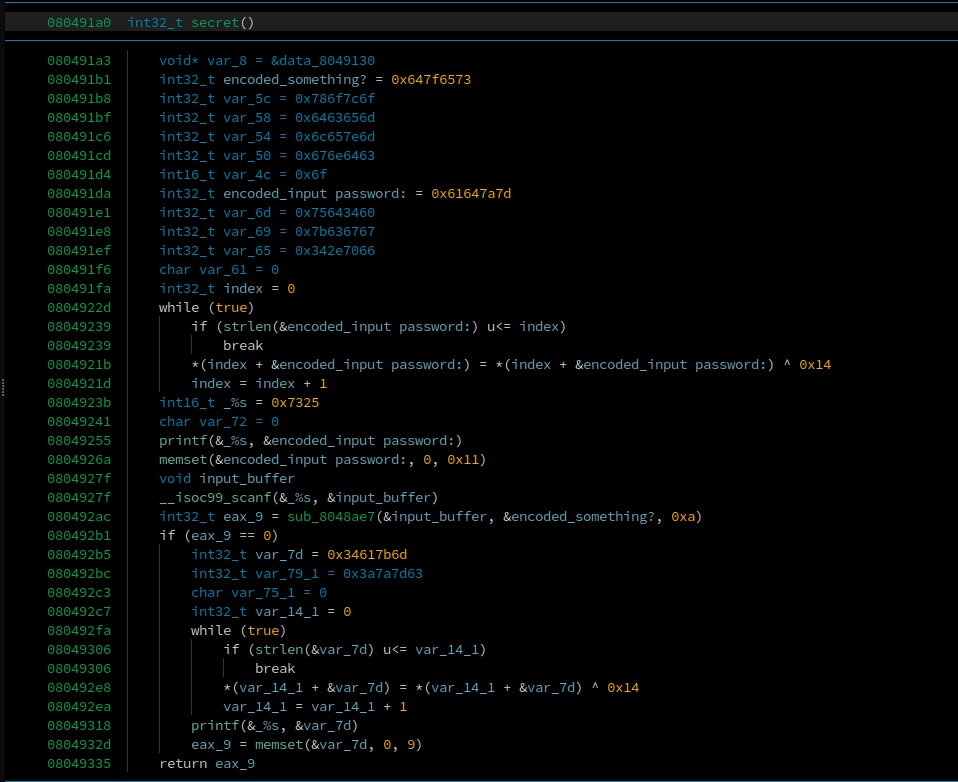 080491a0 int32_t secret()
080491a3 void* var_8 = &data_8049130
080491b1 int32_t encoded_something? = 0x647f6573
080491b8 int32_t var_5c = 0x786f7c6f
080491bf int32_t var_58 = 0x6463656d
080491c6 int32_t var_54 = 0x6c657e6d
080491cd int32_t var_50 = 0x676e6463
080491d4 int16_t var_4c = 0x6f
080491da int32_t encoded_input password: = 0x61647a7d
080491e1 int32_t var_6d = 0x75643460
080491e8 int32_t var_69 = 0x7b636767
080491ef int32_t var_65 = 0x342e7066
080491f6 char var_61 = 0
080491fa int32_t index = 0
0804922d while (true)
08049239 if (strlen(&encoded_input password:) u<= index)
08049239 break
0804921b *(index + &encoded_input password:) = *(index + &encoded_input password:) ^ 0x14
0804921d index = index + 1
0804923b int16_t _%s = 0x7325
08049241 char var_72 = 0
08049255 printf(&_%s, &encoded_input password:)
0804926a memset(&encoded_input password:, 0, 0x11)
0804927f void input_buffer
0804927f __isoc99_scanf(&_%s, &input_buffer)
080492ac int32_t eax_9 = sub_8048ae7(&input_buffer, &encoded_something?, 0xa)
080492b1 if (eax_9 == 0)
080492b5 int32_t var_7d = 0x34617b6d
080492bc int32_t var_79_1 = 0x3a7a7d63
080492c3 char var_75_1 = 0
080492c7 int32_t var_14_1 = 0
080492fa while (true)
08049306 if (strlen(&var_7d) u<= var_14_1)
08049306 break
080492e8 *(var_14_1 + &var_7d) = *(var_14_1 + &var_7d) ^ 0x14
080492ea var_14_1 = var_14_1 + 1
08049318 printf(&_%s, &var_7d)
0804932d eax_9 = memset(&var_7d, 0, 9)
08049335 return eax_9